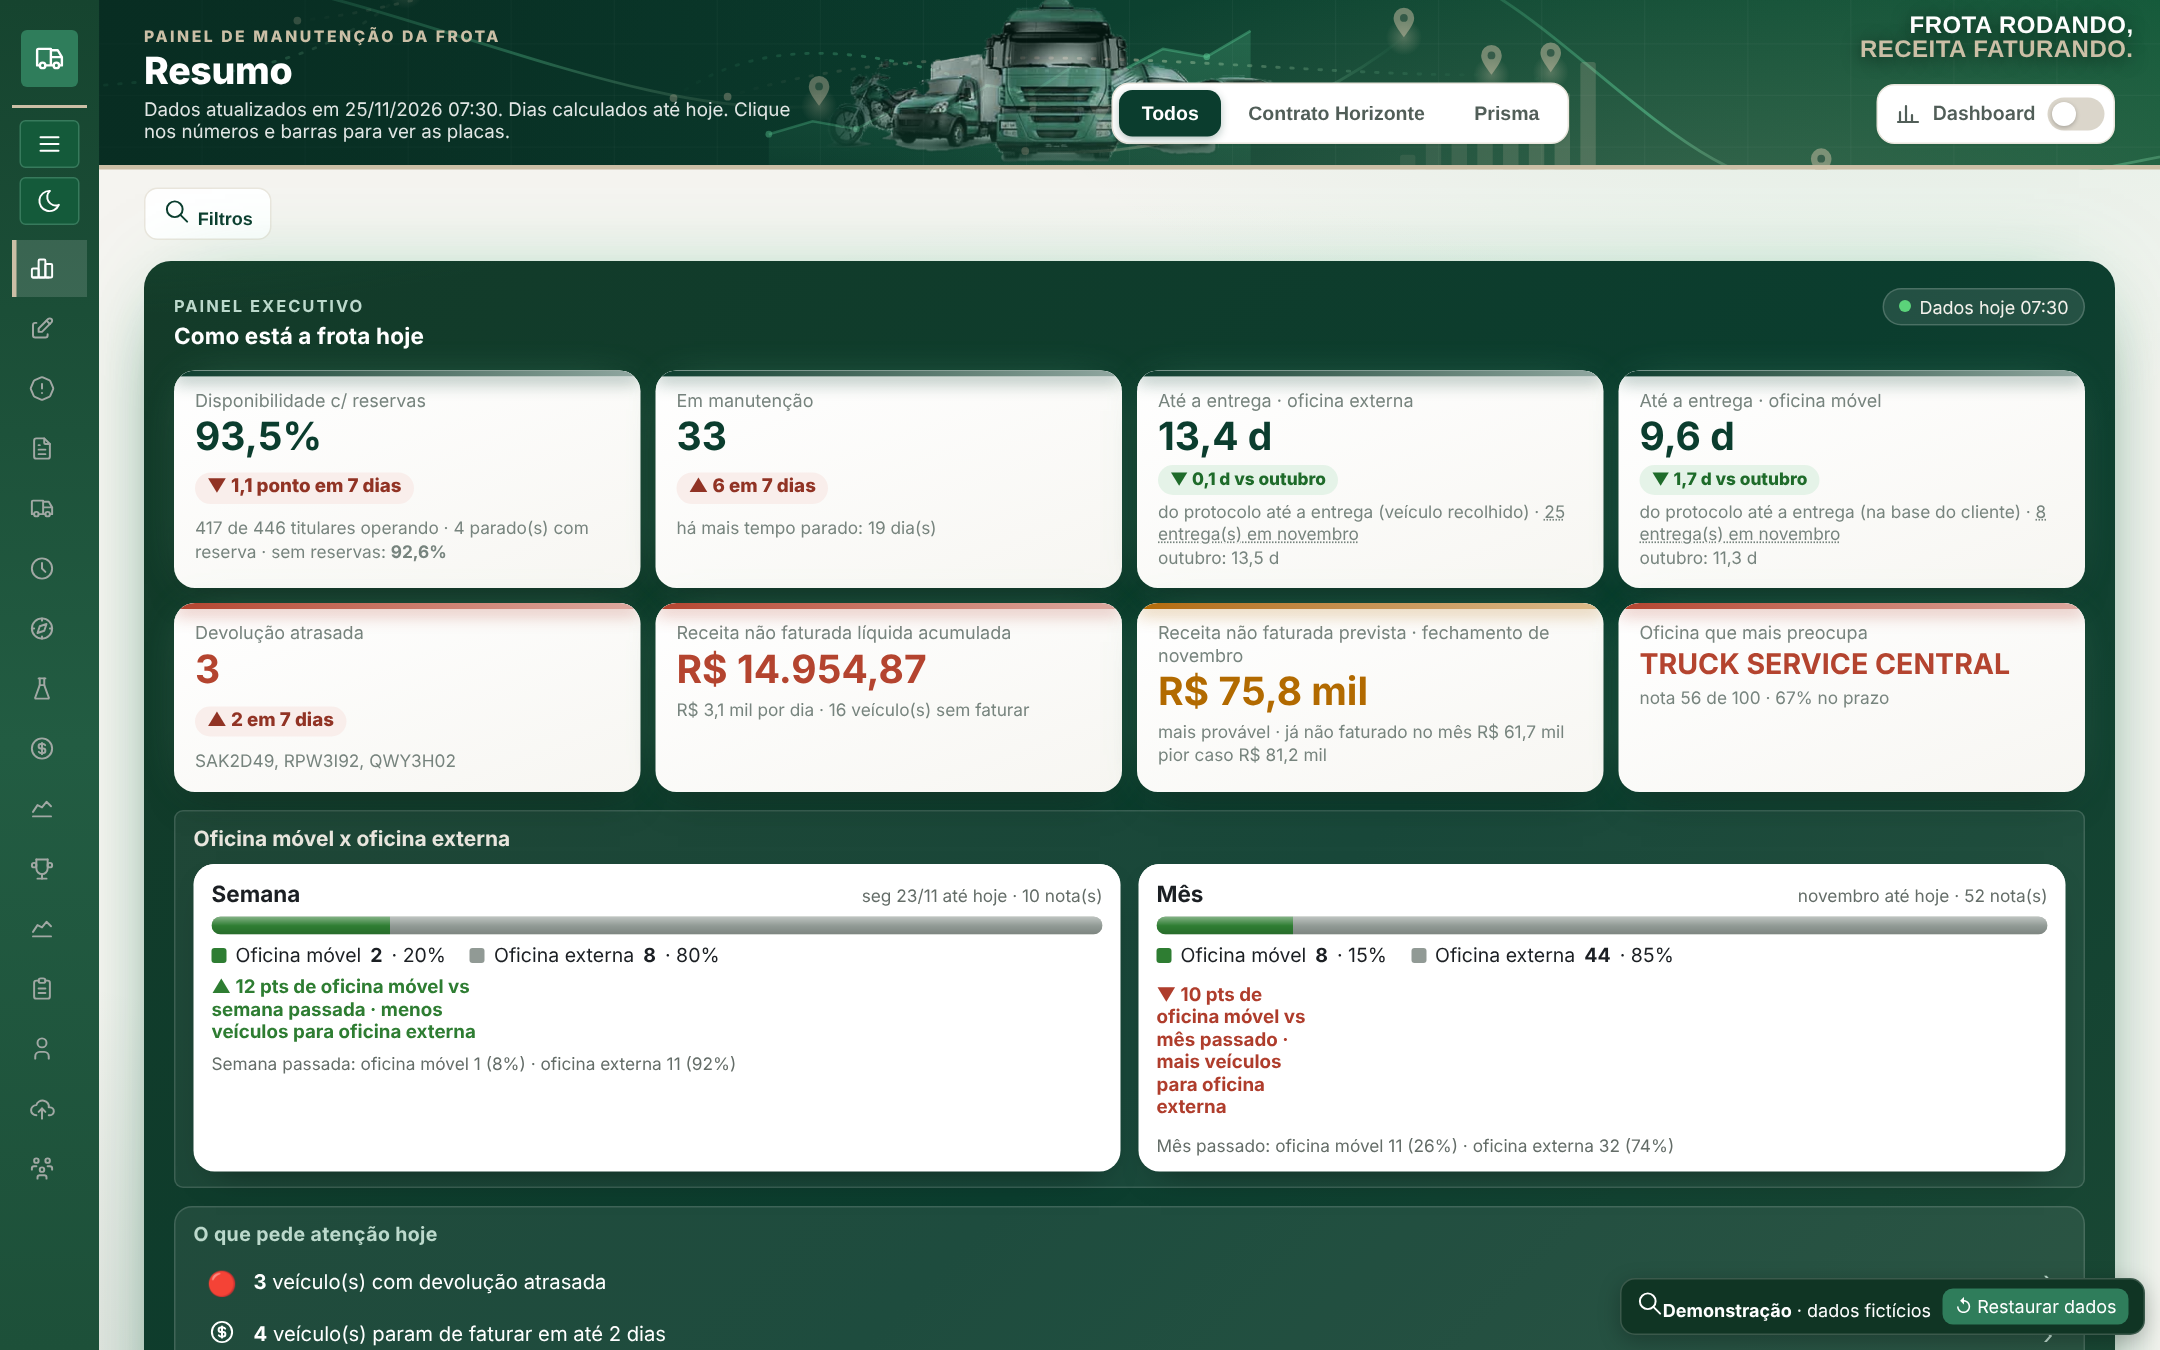 PAINEL DE MANUTENÇÃO DA FROTA
Resumo
Dados atualizados em 25/11/2026 07:30. Dias calculados até hoje. Clique
nos números e barras para ver as placas.
Todos
Contrato Horizonte
Prisma
FROTA RODANDO,
RECEITA FATURANDO.
Dashboard
Filtros
PAINEL EXECUTIVO
Como está a frota hoje
Dados hoje 07:30
Disponibilidade c/ reservas
93,5%
▼ 1,1 ponto em 7 dias
417 de 446 titulares operando · 4 parado(s) com
reserva · sem reservas: 92,6%
Em manutenção
33
▲ 6 em 7 dias
há mais tempo parado: 19 dia(s)
Até a entrega · oficina externa
13,4 d
▼ 0,1 d vs outubro
do protocolo até a entrega (veículo recolhido) · 25
entrega(s) em novembro
outubro: 13,5 d
Até a entrega · oficina móvel
9,6 d
▼ 1,7 d vs outubro
do protocolo até a entrega (na base do cliente) · 8
entrega(s) em novembro
outubro: 11,3 d
Devolução atrasada
3
▲ 2 em 7 dias
SAK2D49, RPW3I92, QWY3H02
Receita não faturada líquida acumulada
R$ 14.954,87
R$ 3,1 mil por dia · 16 veículo(s) sem faturar
Receita não faturada prevista · fechamento de
novembro
R$ 75,8 mil
mais provável · já não faturado no mês R$ 61,7 mil
pior caso R$ 81,2 mil
Oficina que mais preocupa
TRUCK SERVICE CENTRAL
nota 56 de 100 · 67% no prazo
Oficina móvel x oficina externa
Semana
seg 23/11 até hoje · 10 nota(s)
Oficina móvel 2 · 20%
Oficina externa 8 · 80%
▲ 12 pts de oficina móvel vs
semana passada · menos
veículos para oficina externa
Semana passada: oficina móvel 1 (8%) · oficina externa 11 (92%)
Mês
novembro até hoje · 52 nota(s)
Oficina móvel 8 · 15%
Oficina externa 44 · 85%
▼ 10 pts de
oficina móvel vs
mês passado ·
mais veículos
para oficina
externa
Mês passado: oficina móvel 11 (26%) · oficina externa 32 (74%)
O que pede atenção hoje
3 veículo(s) com devolução atrasada
4 veículo(s) param de faturar em até 2 dias
Demonstração · dados fictícios
Restaurar dados